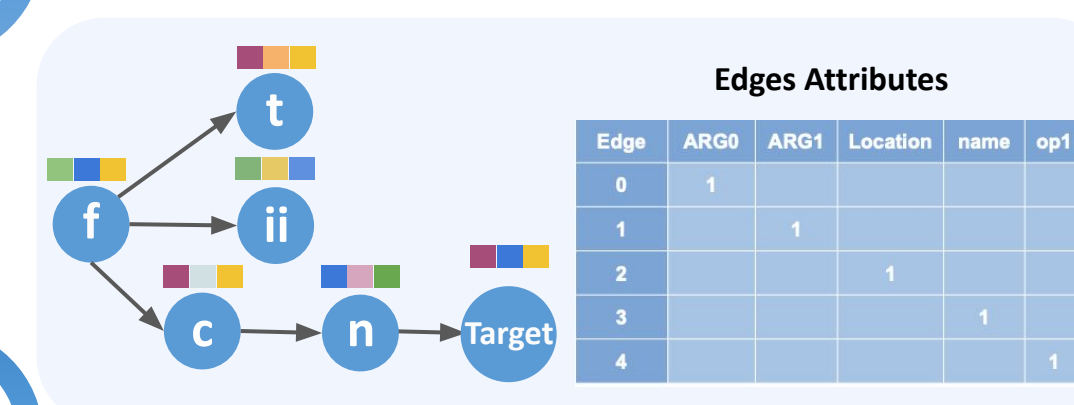 t
f
ii
c
n
Target
Edges Attributes
Edge ARG0 ARG1 Location name op1
0 1
1 1
2 1
3 1
4 1